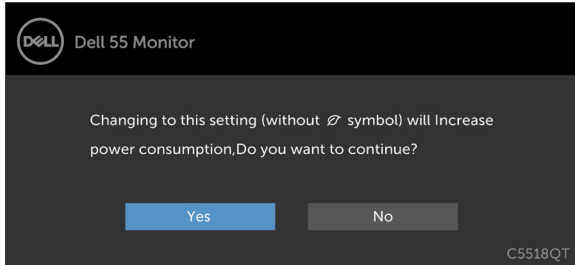 DELL Dell 55 Monitor
Changing to this setting (without symbol) will Increase
power consumption,Do you want to continue?
Yes No
C5518QT